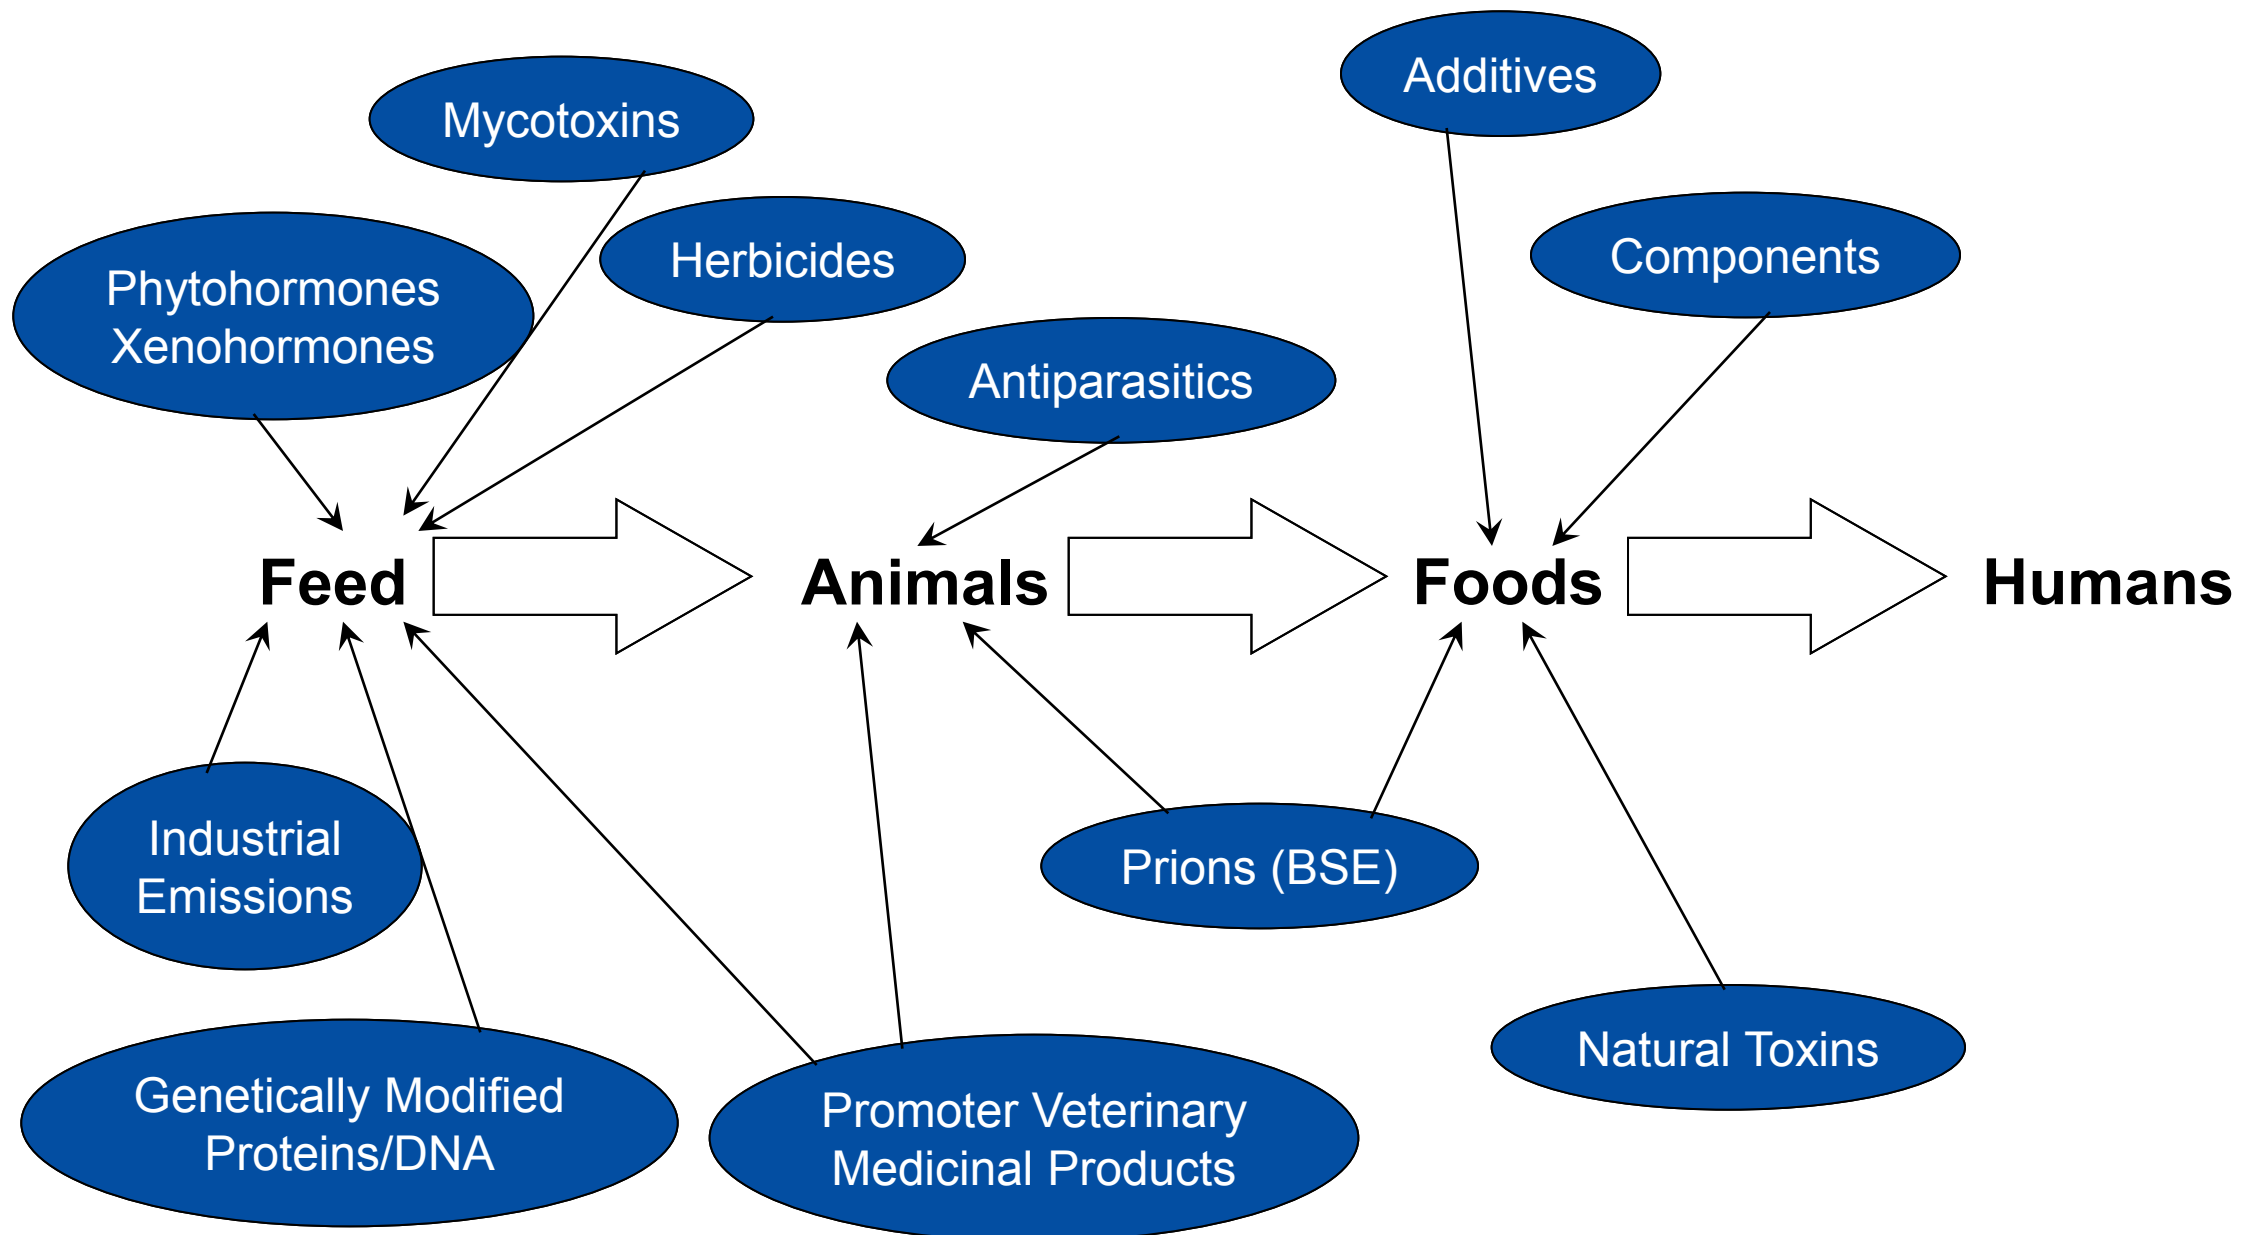 Additives
Mycotoxins
Herbicides
Components
Phytohormones
Xenohormones
Antiparasitics
Feed
Animals
Foods
Humans
Industrial
Emissions
Prions (BSE)
Natural Toxins
Genetically Modified
Proteins/DNA
Promoter Veterinary
Medicinal Products